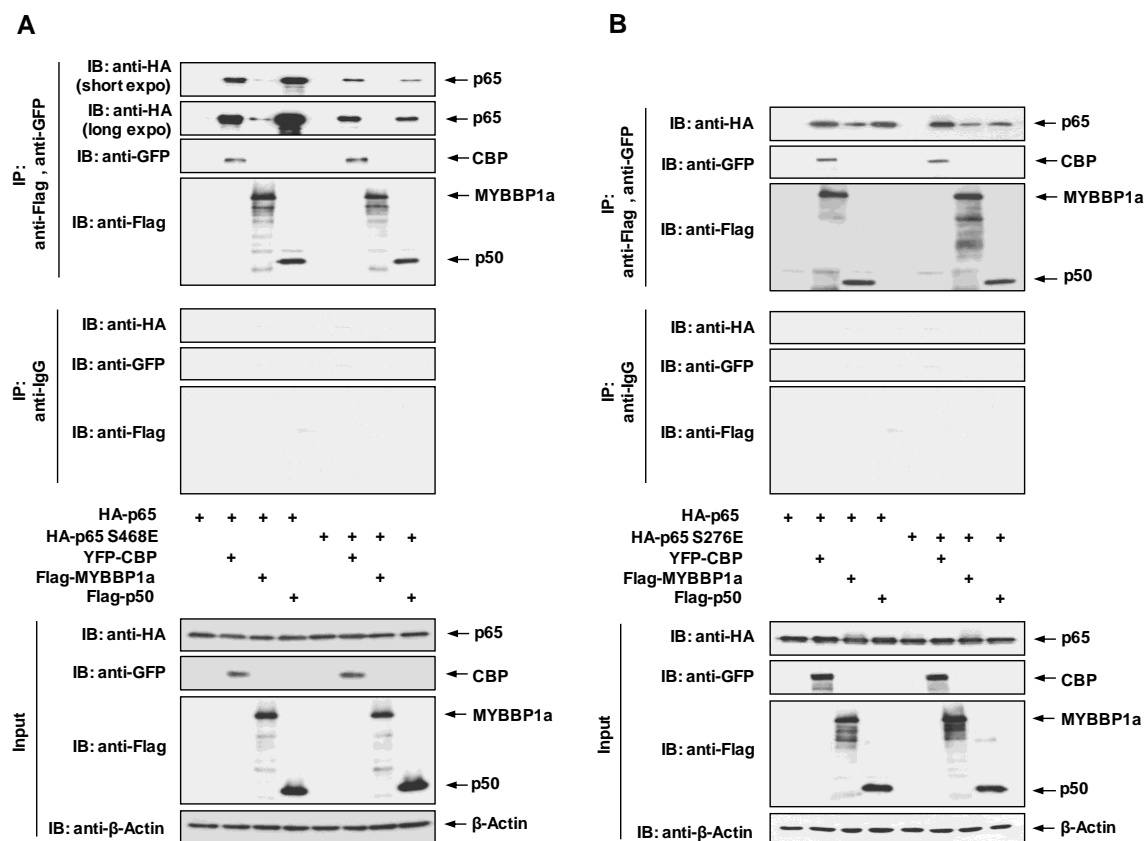 A
IP:
anti-Flag , anti-GFP
IB: anti-HA
(short expo)
p65
IB: anti-HA
(long expo)
p65
IB: anti-GFP
CBP
IB: anti-Flag
MYBBP1a
p50
IP:
anti-IgG
IB: anti-HA
IB: anti-GFP
IB: anti-Flag
HA-p65 + + + +
HA-p65 S468E + + + +
YFP-CBP + +
Flag-MYBBP1a + +
Flag-p50 + +
Input
IB: anti-HA
p65
IB: anti-GFP
CBP
IB: anti-Flag
MYBBP1a
p50
IB: anti-β-Actin
β-Actin
B
IP:
anti-Flag , anti-GFP
IB: anti-HA
p65
IB: anti-GFP
CBP
IB: anti-Flag
MYBBP1a
p50
IP:
anti-IgG
IB: anti-HA
IB: anti-GFP
IB: anti-Flag
HA-p65 + + + +
HA-p65 S276E + + + +
YFP-CBP + +
Flag-MYBBP1a + +
Flag-p50 + +
Input
IB: anti-HA
p65
IB: anti-GFP
CBP
IB: anti-Flag
MYBBP1a
p50
IB: anti-β-Actin
β-Actin